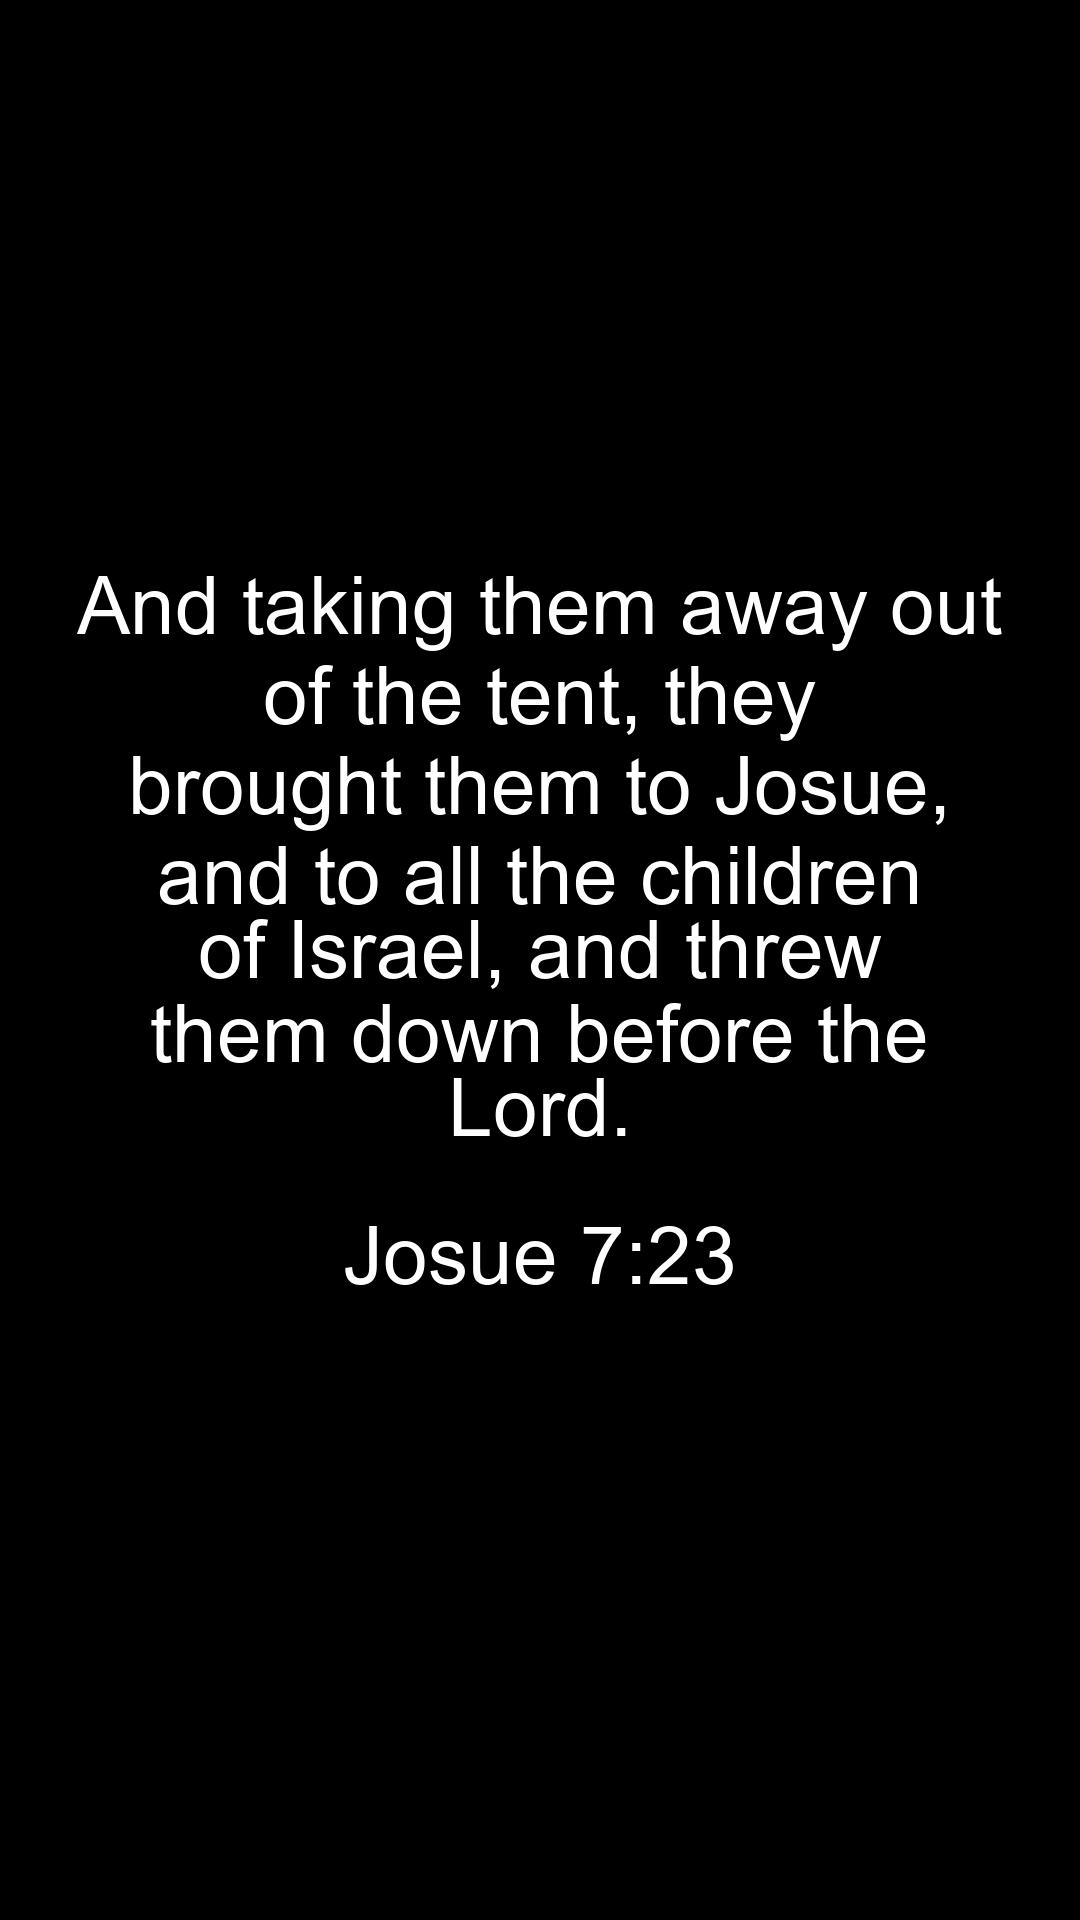 And taking them away out
of the tent, they
brought them to Josue,
and to all the children
of Israel, and threw
them down before the
Lord.
Josue 7:23